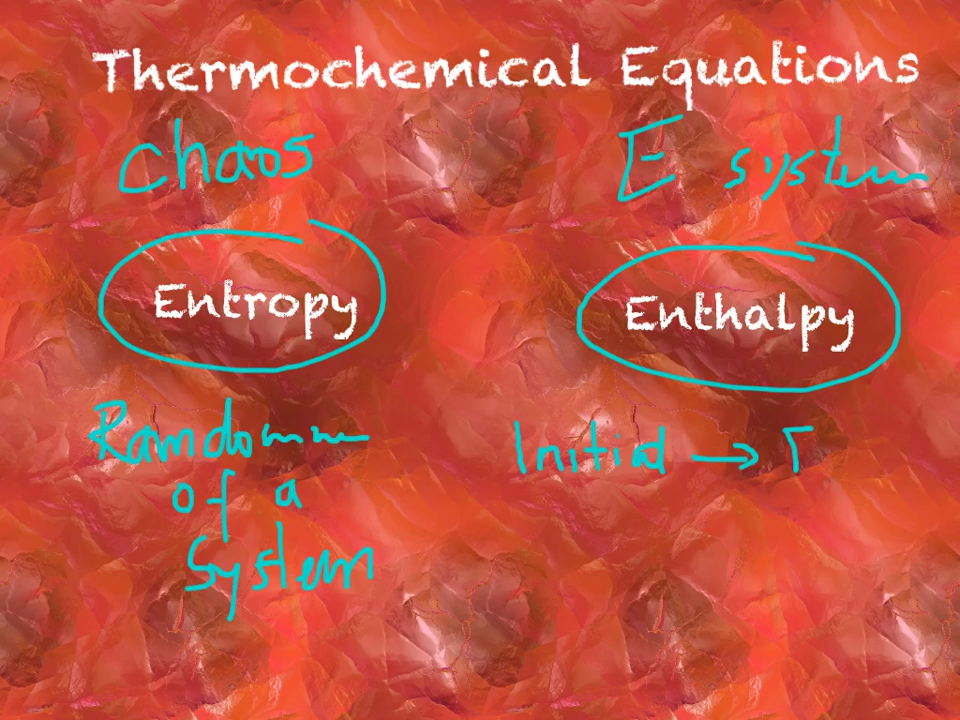 Thermochemical Equations
Chaos
E system
Entropy
Enthalpy
Random
of a
System
Initial →